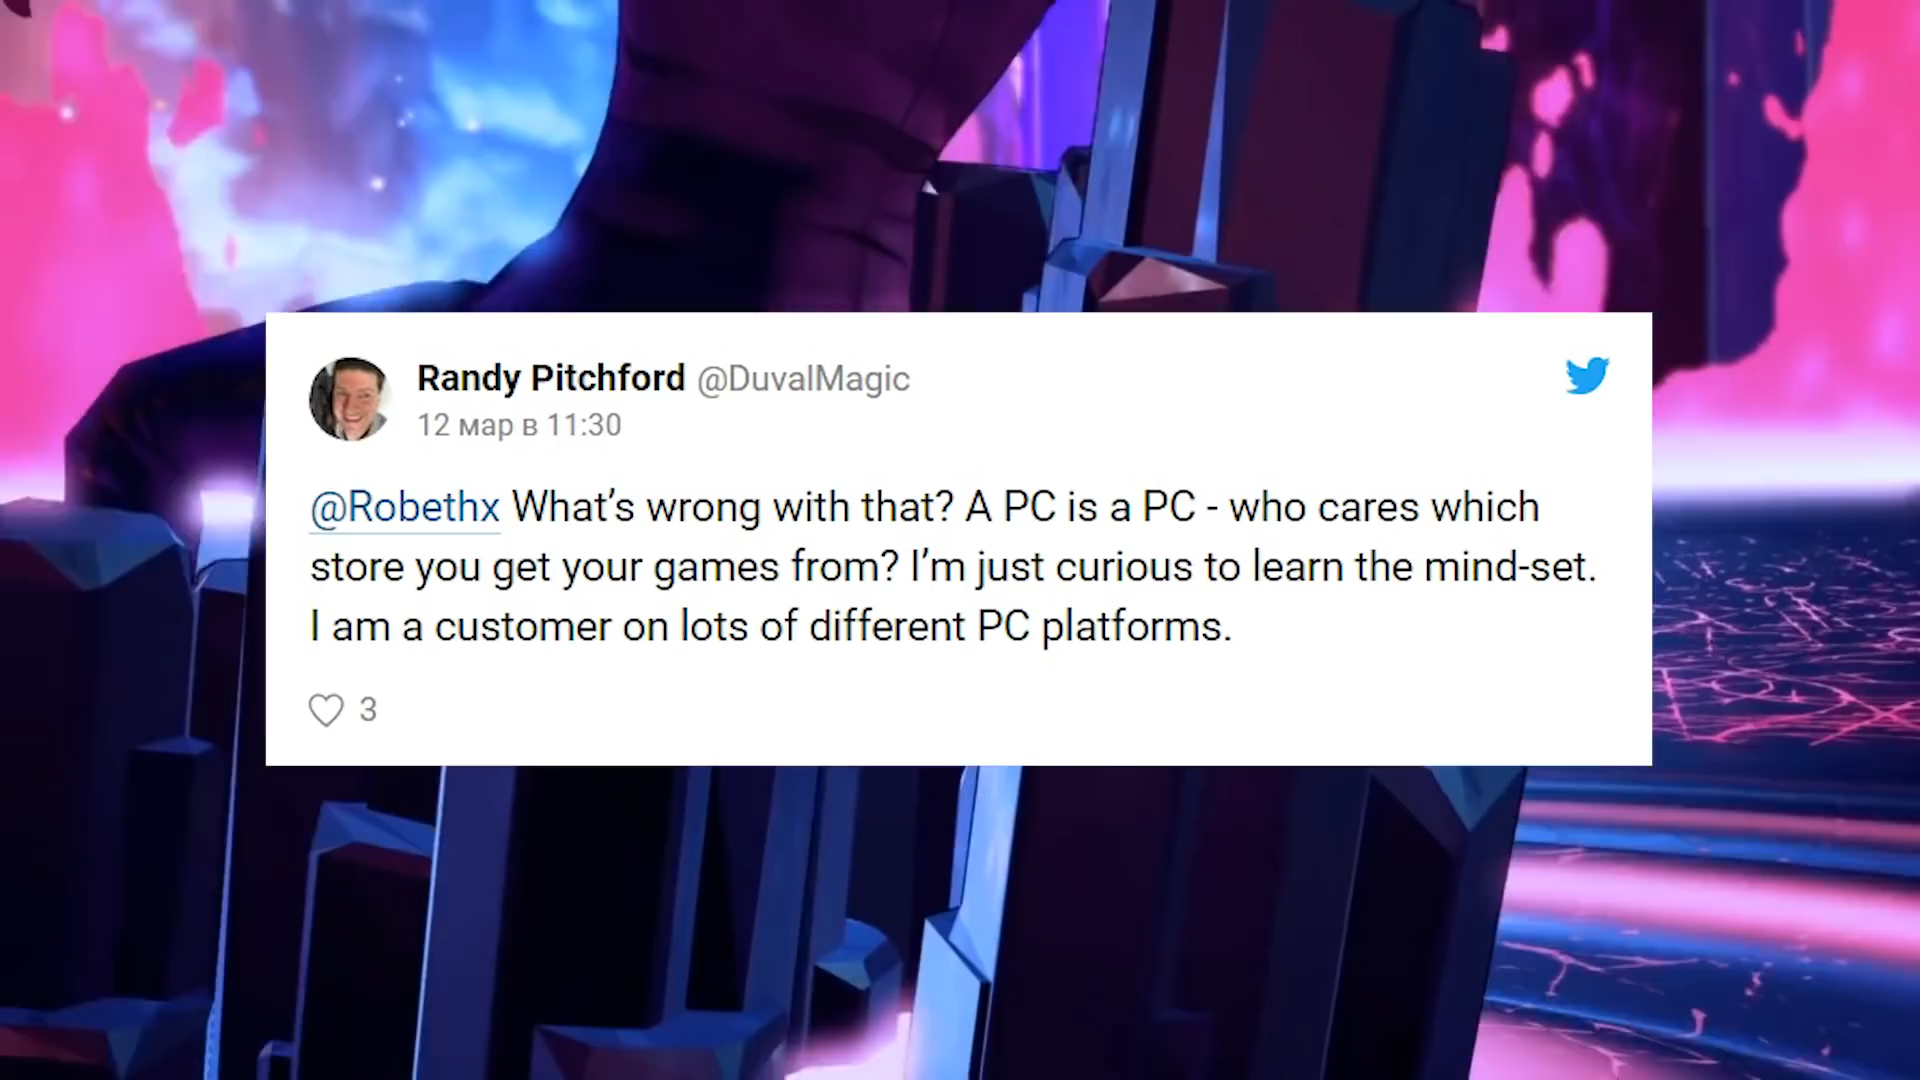 Randy Pitchford @DuvalMagic
12 мар в 11:30
@Robethx What’s wrong with that? A PC is a PC - who cares which
store you get your games from? I’m just curious to learn the mind-set.
I am a customer on lots of different PC platforms.
3